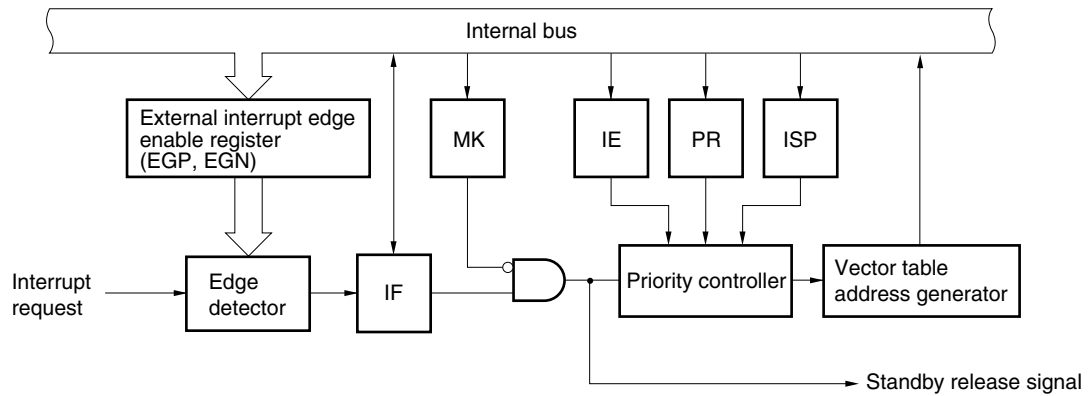 Internal bus
External interrupt edge
enable register
(EGP, EGN)
MK
IE
PR
ISP
Interrupt
request
Edge
detector
IF
Priority controller
Vector table
address generator
Standby release signal